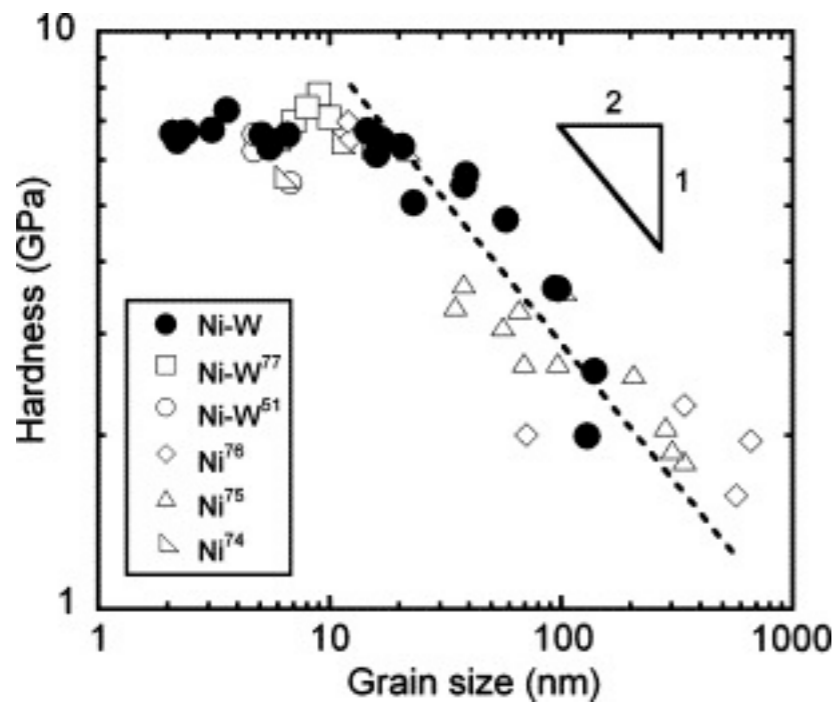 10
2
1
Hardness (GPa)
Ni-W
Ni-W77
Ni-W51
Ni76
Ni75
Ni74
1
1 10 100 1000
Grain size (nm)